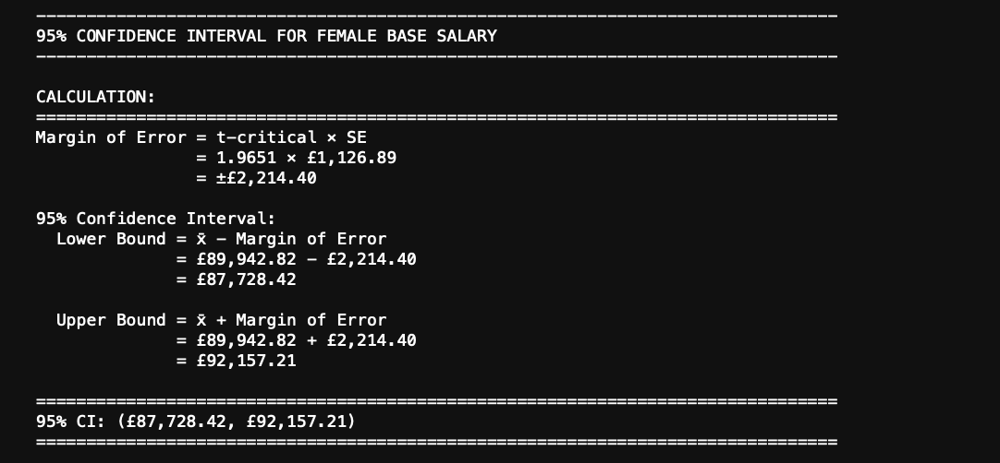 --------------------------------------------------------------------------------
95% CONFIDENCE INTERVAL FOR FEMALE BASE SALARY
--------------------------------------------------------------------------------
CALCULATION:
================================================================================
Margin of Error = t-critical × SE
= 1.9651 × £1,126.89
= ±£2,214.40
95% Confidence Interval:
Lower Bound = x̄ - Margin of Error
= £89,942.82 - £2,214.40
= £87,728.42
Upper Bound = x̄ + Margin of Error
= £89,942.82 + £2,214.40
= £92,157.21
================================================================================
95% CI: (£87,728.42, £92,157.21)
================================================================================